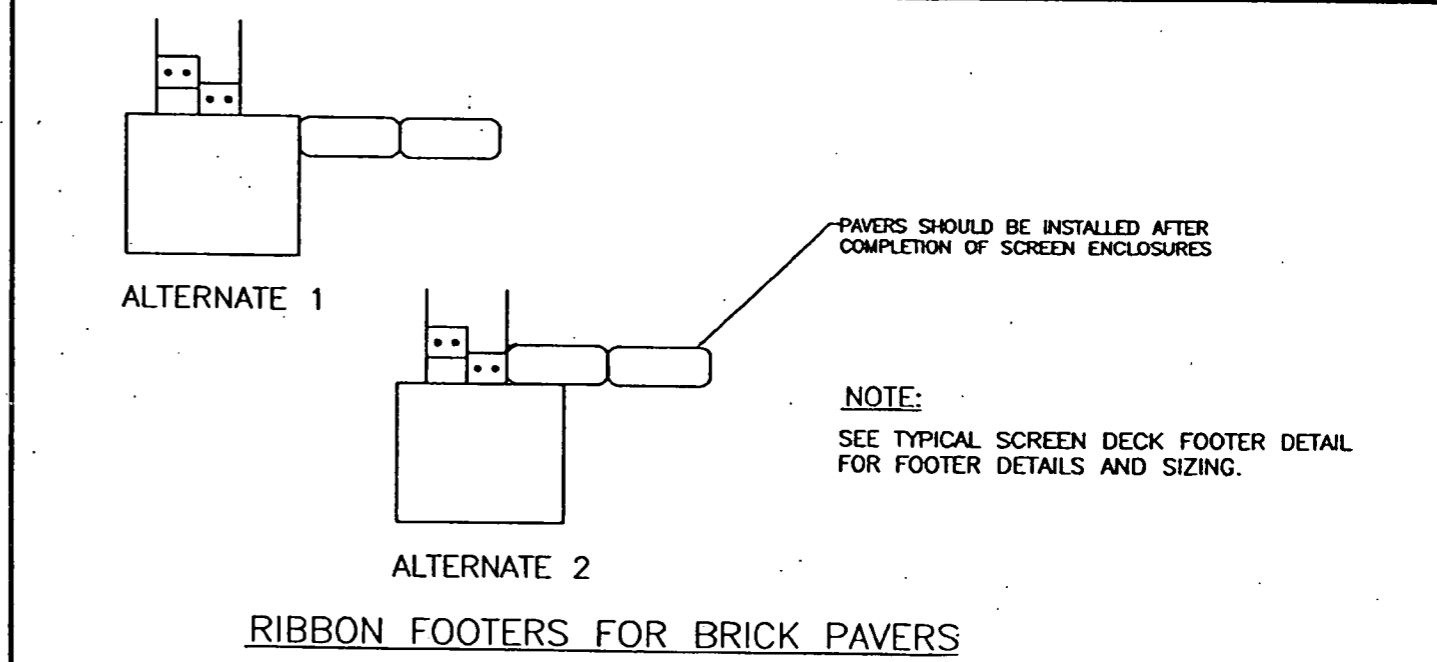 ALTERNATE 1
PAVERS SHOULD BE INSTALLED AFTER
COMPLETION OF SCREEN ENCLOSURES
NOTE:
SEE TYPICAL SCREEN DECK FOOTER DETAIL
FOR FOOTER DETAILS AND SIZING.
ALTERNATE 2
RIBBON FOOTERS FOR BRICK PAVERS